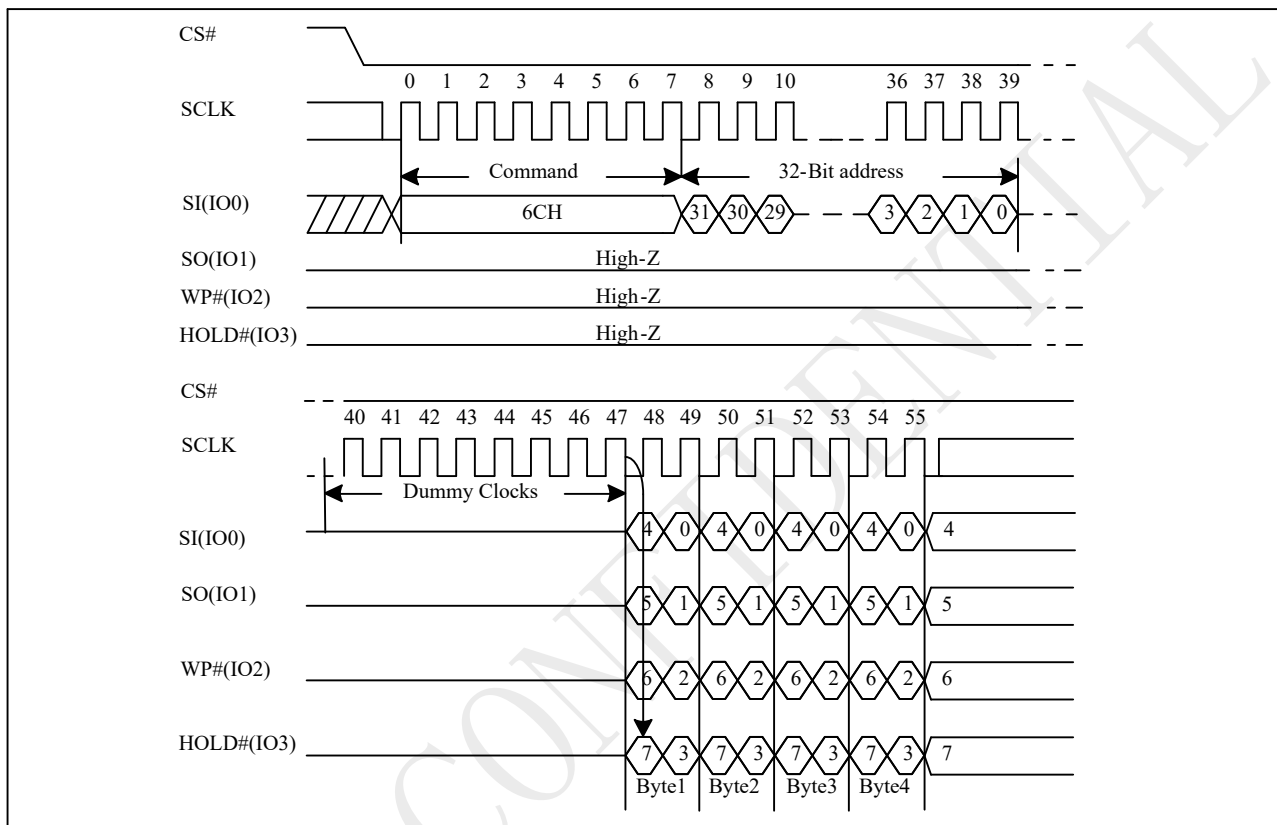 CS#
0 1 2 3 4 5 6 7 8 9 10 36 37 38 39
SCLK
Command 32-Bit address
SI(IO0) 6CH 31 30 29 3 2 1 0
SO(IO1) High-Z
WP#(IO2) High-Z
HOLD#(IO3) High-Z
CS#
40 41 42 43 44 45 46 47 48 49 50 51 52 53 54 55
SCLK
Dummy Clocks
SI(IO0) 4 0 4 0 4 0 4 0 4
SO(IO1) 5 1 5 1 5 1 5 1 5
WP#(IO2) 6 2 6 2 6 2 6 2 6
HOLD#(IO3) 7 3 7 3 7 3 7 3 7
Byte1 Byte2 Byte3 Byte4
CONFIDENTIAL